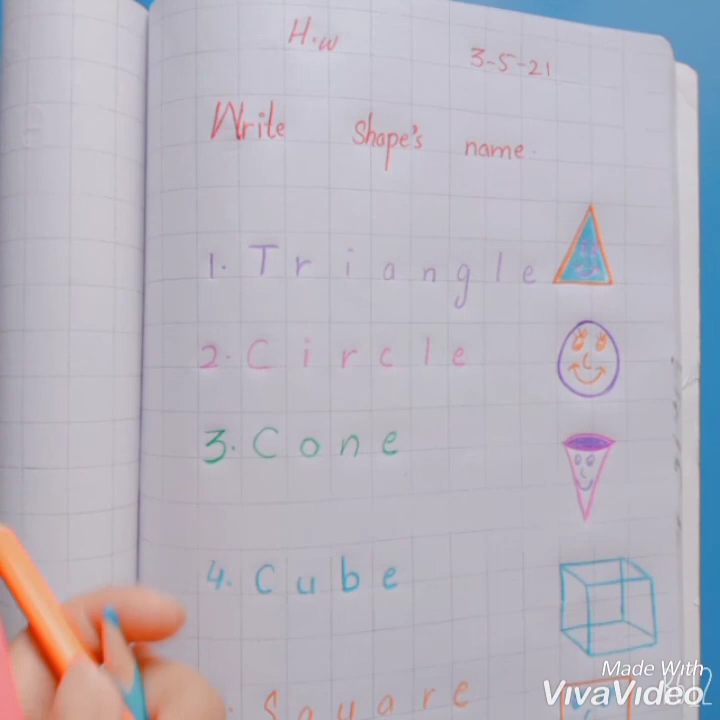 H.w
3-5-21
Write Shape's name.
1. Triangle
2. Circle
3. Cone
4. Cube
Square
Made With
VivaVideo